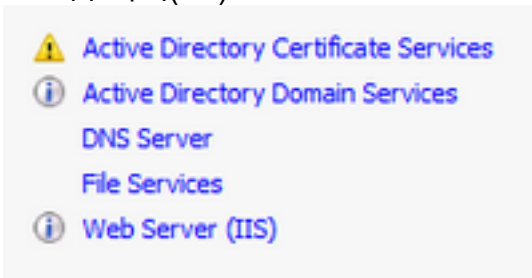 Active Directory Certificate Services
Active Directory Domain Services
DNS Server
File Services
Web Server (IIS)